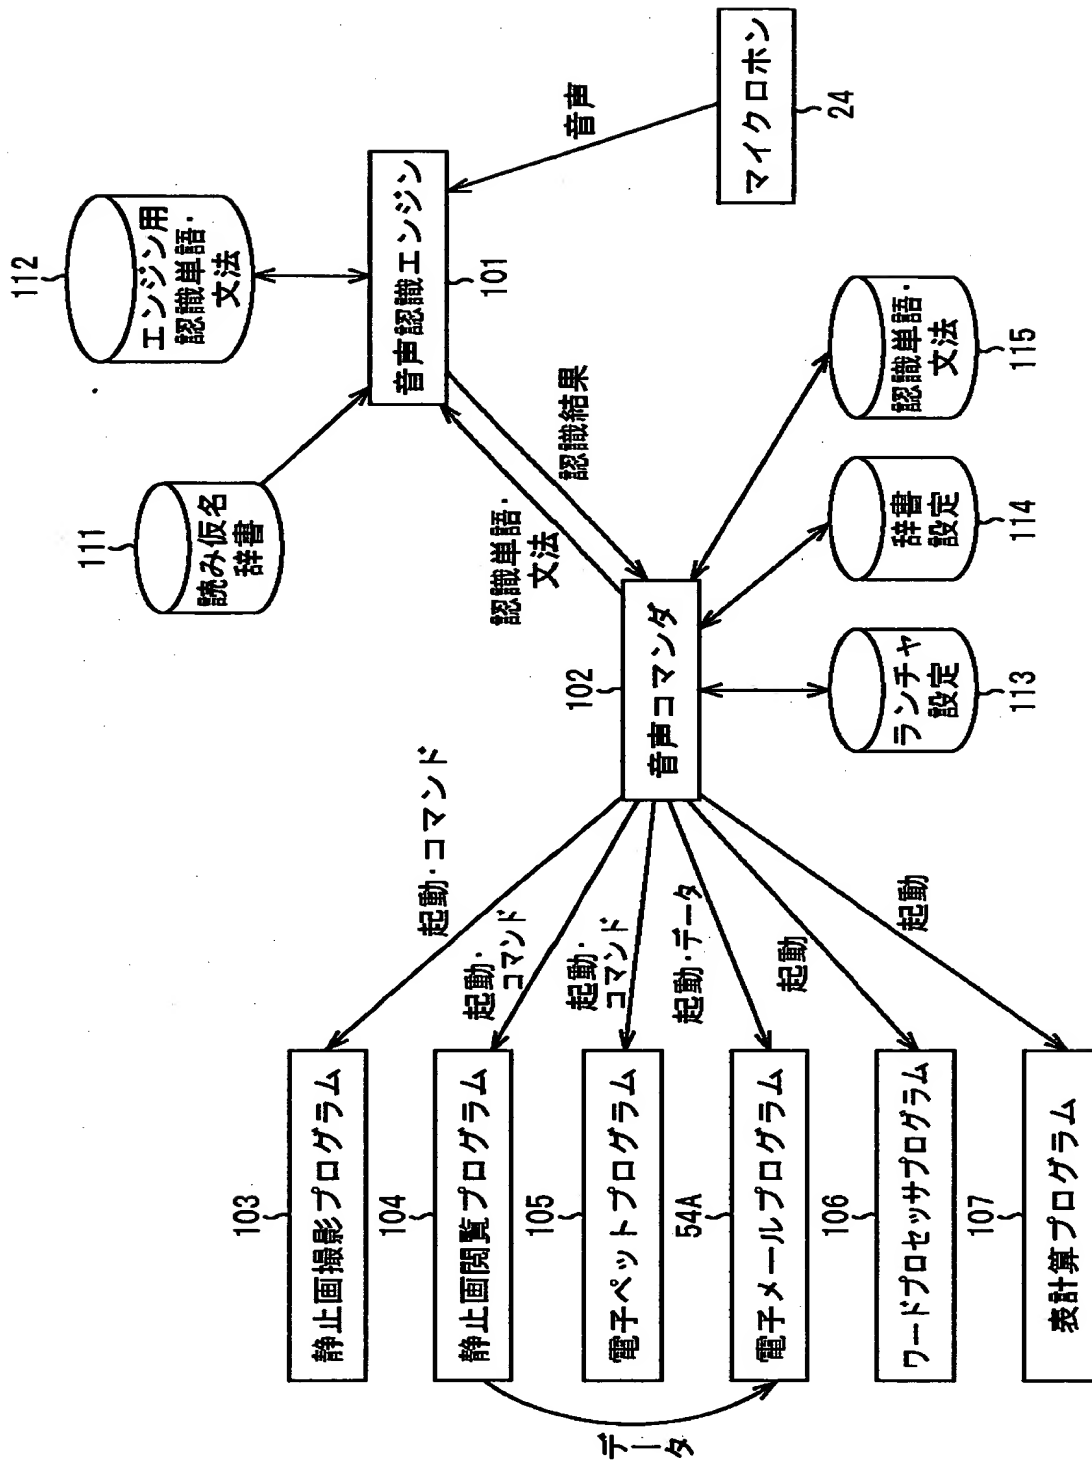 112
エンジン用
認識単語・
文法
111
読み仮名
辞書
音声認識エンジン
101
音声
マイクロホン
24
認識単語・
文法
認識結果
102
音声コマンダ
ランチャ
設定
113
辞書
設定
114
認識単語・
文法
115
起動・コマンド
起動・
コマンド
起動・
コマンド
起動・データ
起動
起動
103
静止画撮影プログラム
104
静止画閲覧プログラム
105
電子ペットプログラム
54A
電子メールプログラム
106
ワードプロセッサプログラム
107
表計算プログラム
データ